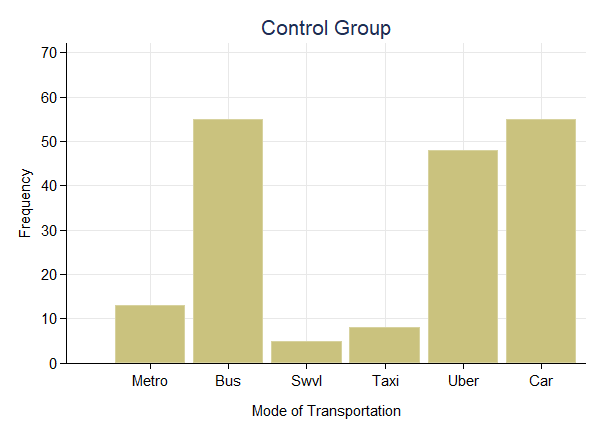 Control Group
70
60
50
40
30
20
10
0
Frequency
Metro Bus Swvl Taxi Uber Car
Mode of Transportation